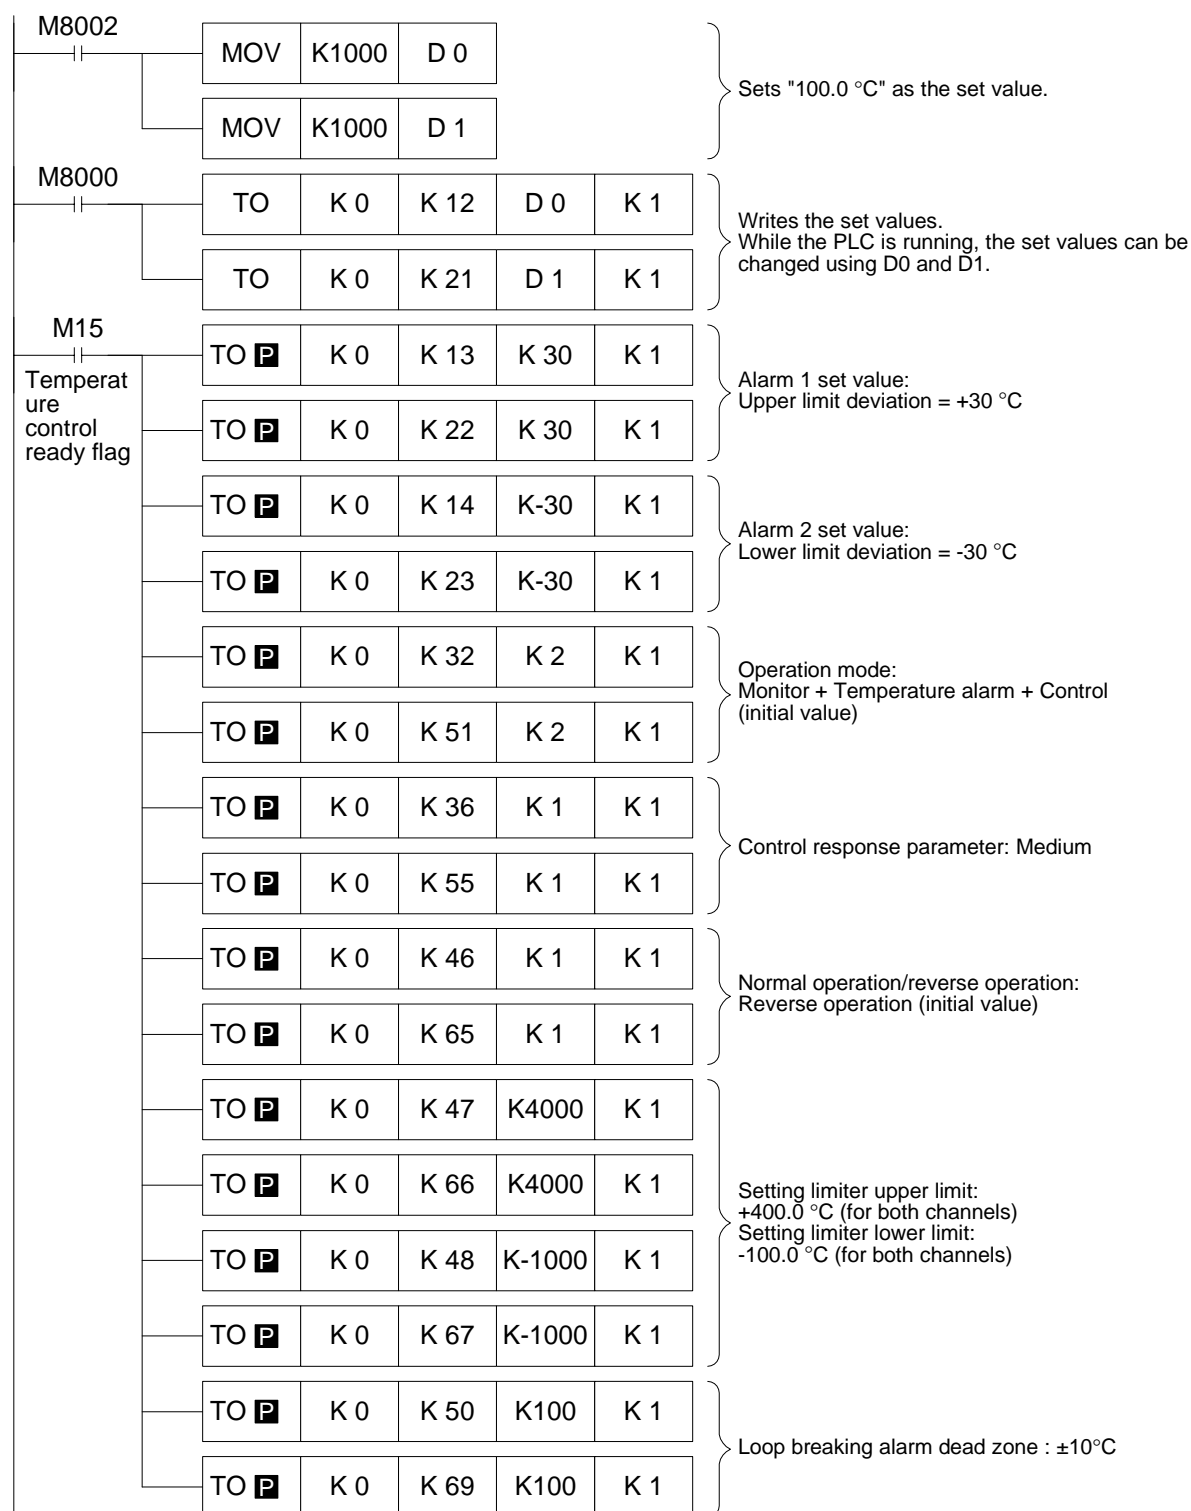 M8002
MOV K1000 D 0
Sets "100.0 °C" as the set value.
MOV K1000 D 1
M8000
TO K 0 K 12 D 0 K 1
Writes the set values.
While the PLC is running, the set values can be
changed using D0 and D1.
TO K 0 K 21 D 1 K 1
M15
Temperat
ure
control
ready flag
TO P K 0 K 13 K 30 K 1
Alarm 1 set value:
Upper limit deviation = +30 °C
TO P K 0 K 22 K 30 K 1
TO P K 0 K 14 K-30 K 1
Alarm 2 set value:
Lower limit deviation = -30 °C
TO P K 0 K 23 K-30 K 1
TO P K 0 K 32 K 2 K 1
Operation mode:
Monitor + Temperature alarm + Control
(initial value)
TO P K 0 K 51 K 2 K 1
TO P K 0 K 36 K 1 K 1
Control response parameter: Medium
TO P K 0 K 55 K 1 K 1
TO P K 0 K 46 K 1 K 1
Normal operation/reverse operation:
Reverse operation (initial value)
TO P K 0 K 65 K 1 K 1
TO P K 0 K 47 K4000 K 1
TO P K 0 K 66 K4000 K 1
Setting limiter upper limit:
+400.0 °C (for both channels)
Setting limiter lower limit:
-100.0 °C (for both channels)
TO P K 0 K 48 K-1000 K 1
TO P K 0 K 67 K-1000 K 1
TO P K 0 K 50 K100 K 1
Loop breaking alarm dead zone : ±10°C
TO P K 0 K 69 K100 K 1